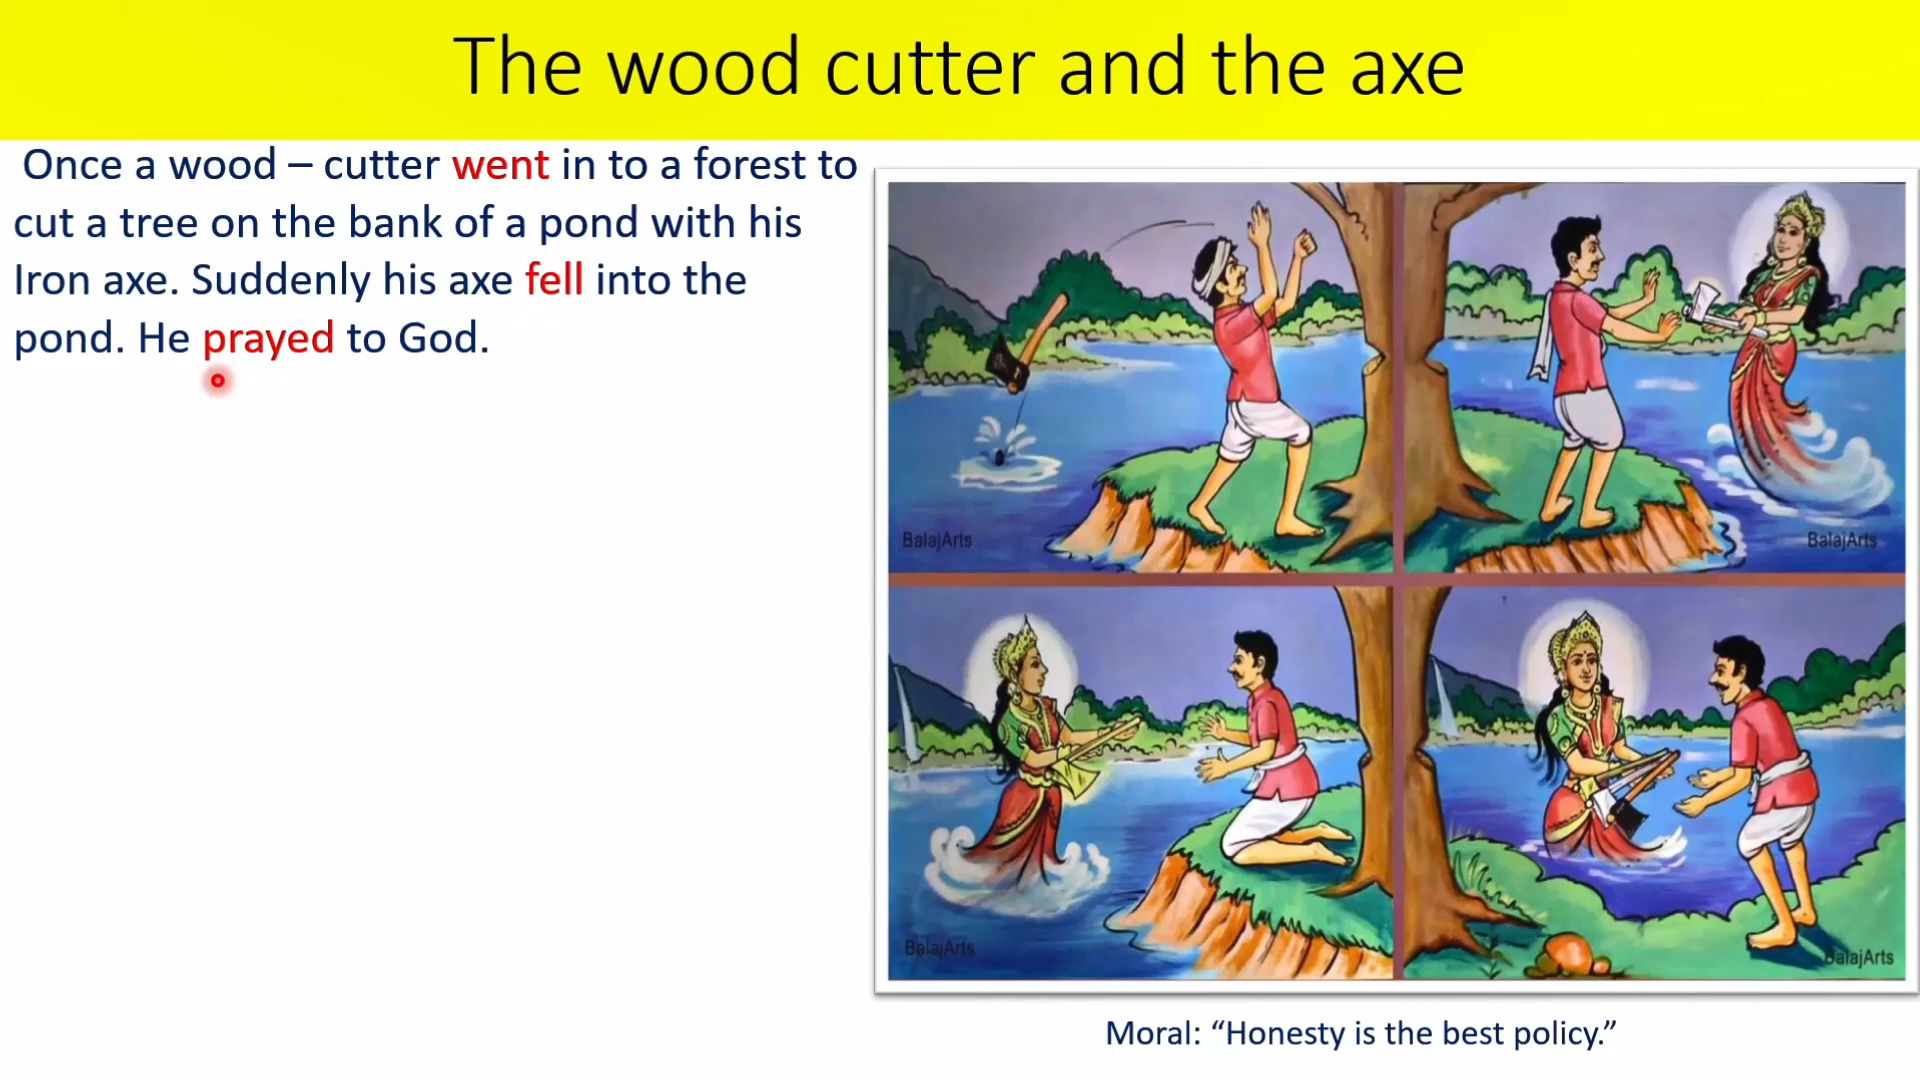 The wood cutter and the axe
Once a wood – cutter went in to a forest to
cut a tree on the bank of a pond with his
Iron axe. Suddenly his axe fell into the
pond. He prayed to God.
BalajArts
BalajArts
BalajArts
BalajArts
Moral: “Honesty is the best policy.”